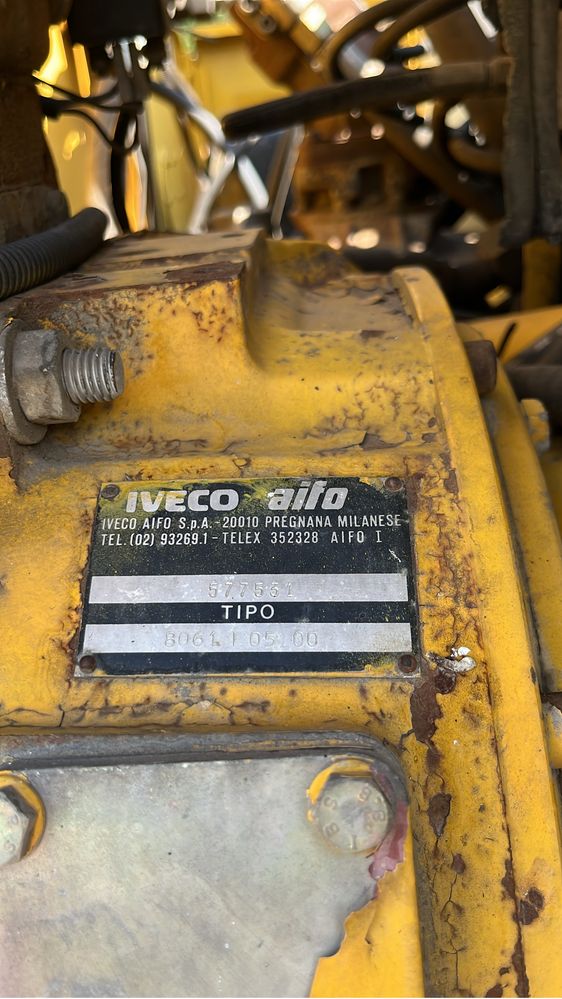 IVECO aifo
IVECO AIFO S.p.A.-20010 PREGNANA MILANESE
TEL.(02) 93269.1 - TELEX 352328 AIFO I
577561
TIPO
8061 I 05 00